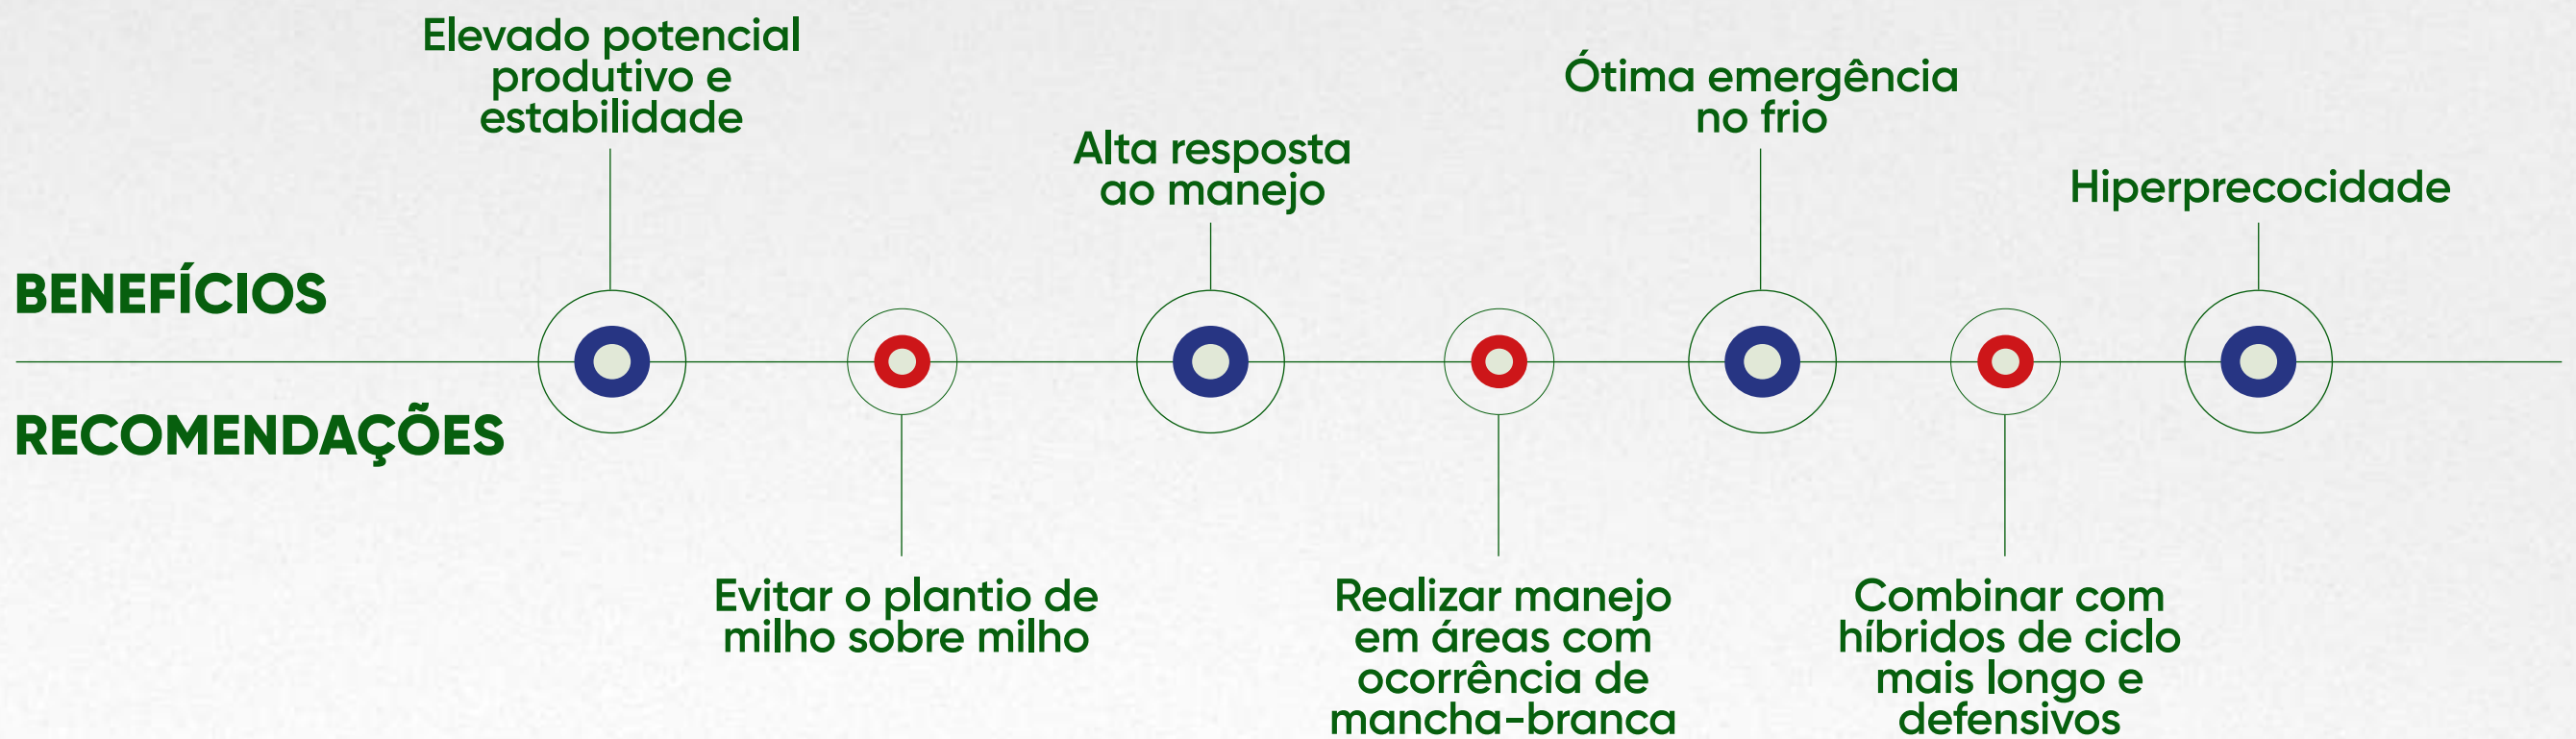 Elevado potencial
produtivo e
estabilidade
Alta resposta
ao manejo
Ótima emergência
no frio
Hiperprecocidade
BENEFÍCIOS
RECOMENDAÇÕES
Evitar o plantio de
milho sobre milho
Realizar manejo
em áreas com
ocorrência de
mancha-branca
Combinar com
híbridos de ciclo
mais longo e
defensivos